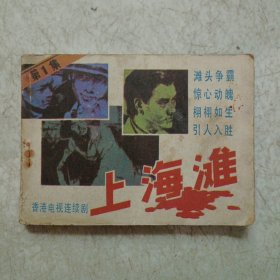 第1集
滩头争霸
惊心动魄
栩栩如生
引人入胜
上海滩
香港电视连续剧